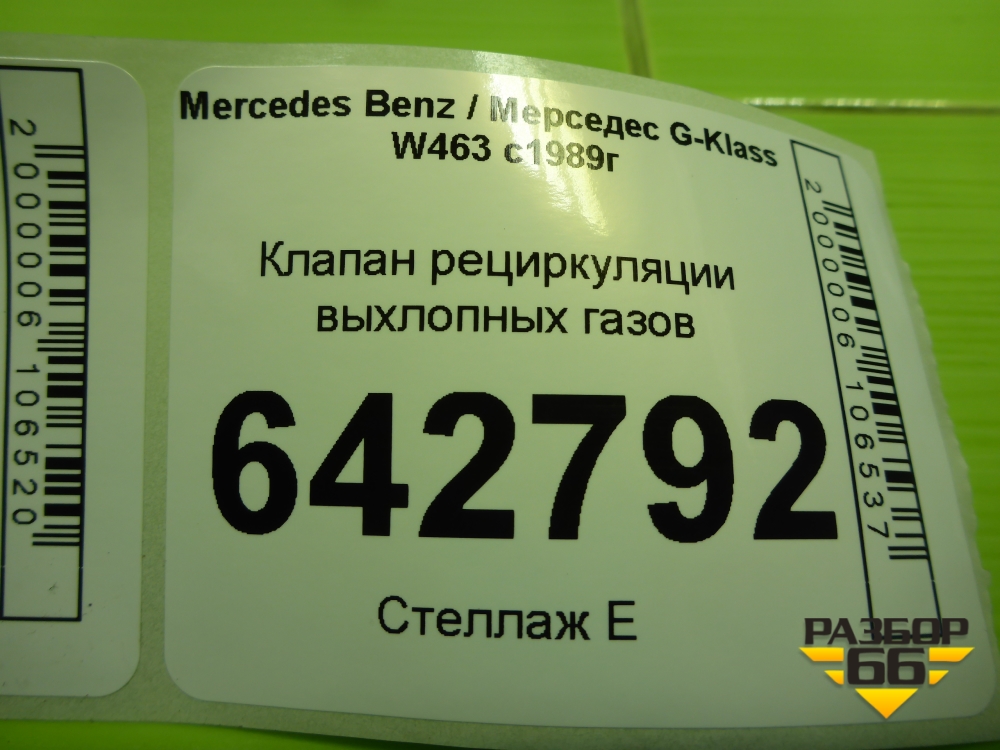 2000006106520
Mercedes Benz / Мерседес G-Klass
W463 с1989г
Клапан рециркуляции
выхлопных газов
642792
Стеллаж Е
2000006106537
РАЗБОР
66